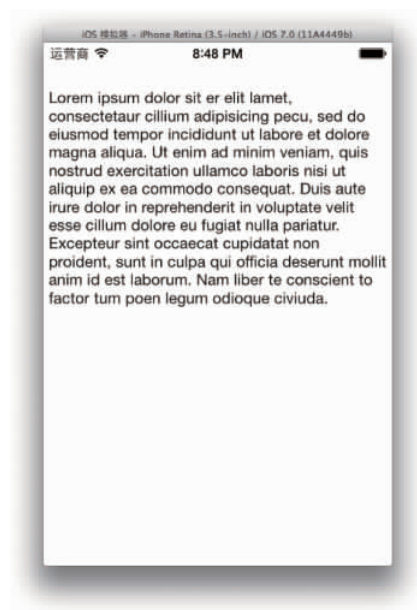 iOS 模拟器 - iPhone Retina (3.5-inch) / iOS 7.0 (11A4449b)
运营商 8:48 PM
Lorem ipsum dolor sit er elit lamet,
consectetaur cillium adipisicing pecu, sed do
eiusmod tempor incididunt ut labore et dolore
magna aliqua. Ut enim ad minim veniam, quis
nostrud exercitation ullamco laboris nisi ut
aliquip ex ea commodo consequat. Duis aute
irure dolor in reprehenderit in voluptate velit
esse cillum dolore eu fugiat nulla pariatur.
Excepteur sint occaecat cupidatat non
proident, sunt in culpa qui officia deserunt mollit
anim id est laborum. Nam liber te conscient to
factor tum poen legum odioque civiuda.